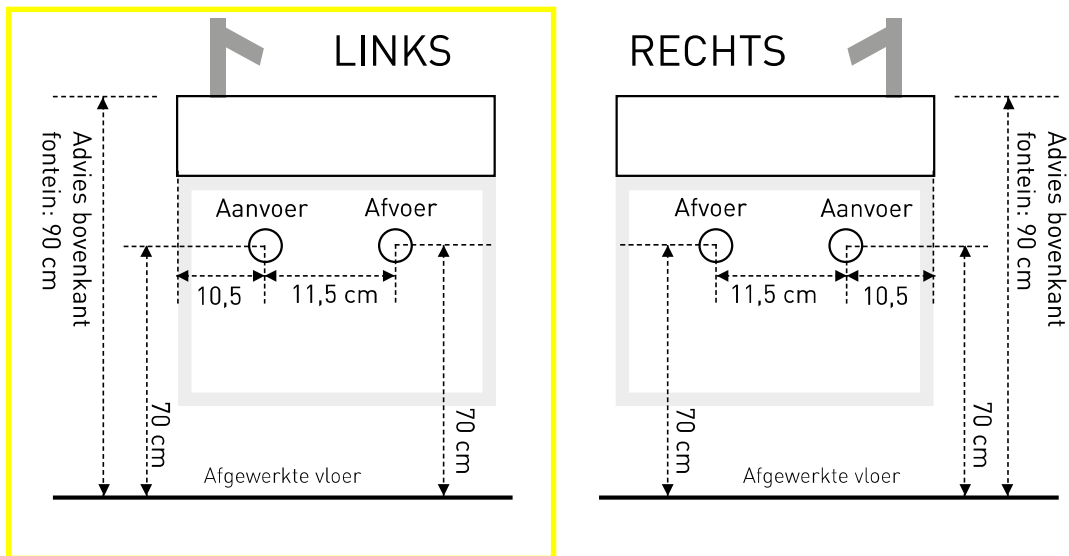 LINKS
Advies bovenkant
fontein: 90 cm
Aanvoer
Afvoer
10,5
11,5 cm
70 cm
70 cm
Afgewerkte vloer
RECHTS
Afvoer
Aanvoer
11,5 cm
10,5
70 cm
70 cm
Advies bovenkant
fontein: 90 cm
Afgewerkte vloer